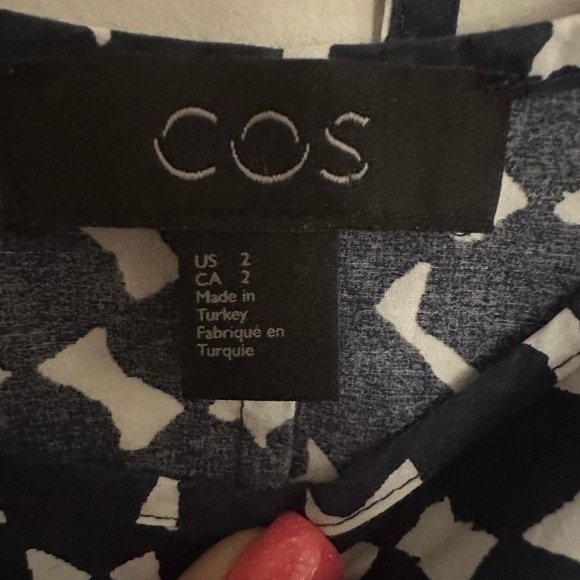 COS
US 2
CA 2
Made in
Turkey
Fabriqué en
Turquie